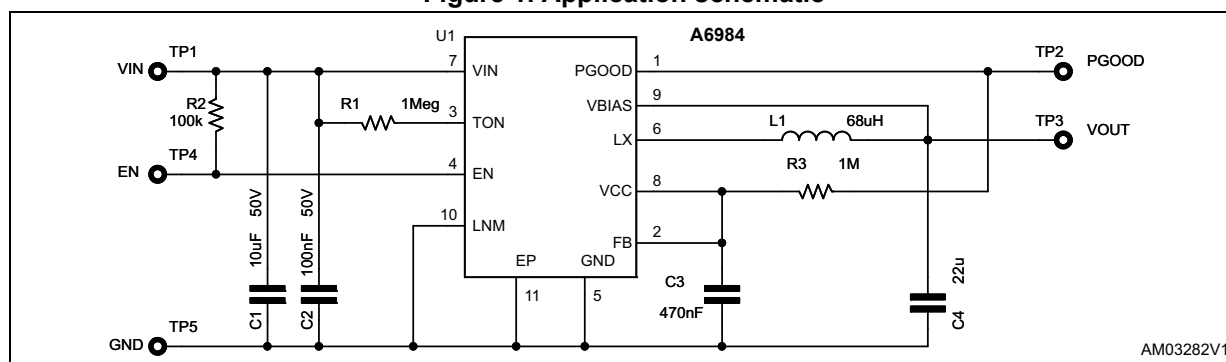 Figure 1. Application schematic
U1
A6984
TP1
VIN
7
VIN
PGOOD
1
TP2
PGOOD
R2
100k
R1
1Meg
3
TON
VBIAS
9
LX
6
L1
68uH
TP3
VOUT
TP4
EN
4
EN
VCC
8
R3
1M
10
LNM
FB
2
EP
GND
11
5
C1
10uF
50V
C2
100nF
50V
C3
470nF
C4
22u
TP5
GND
AM03282V1